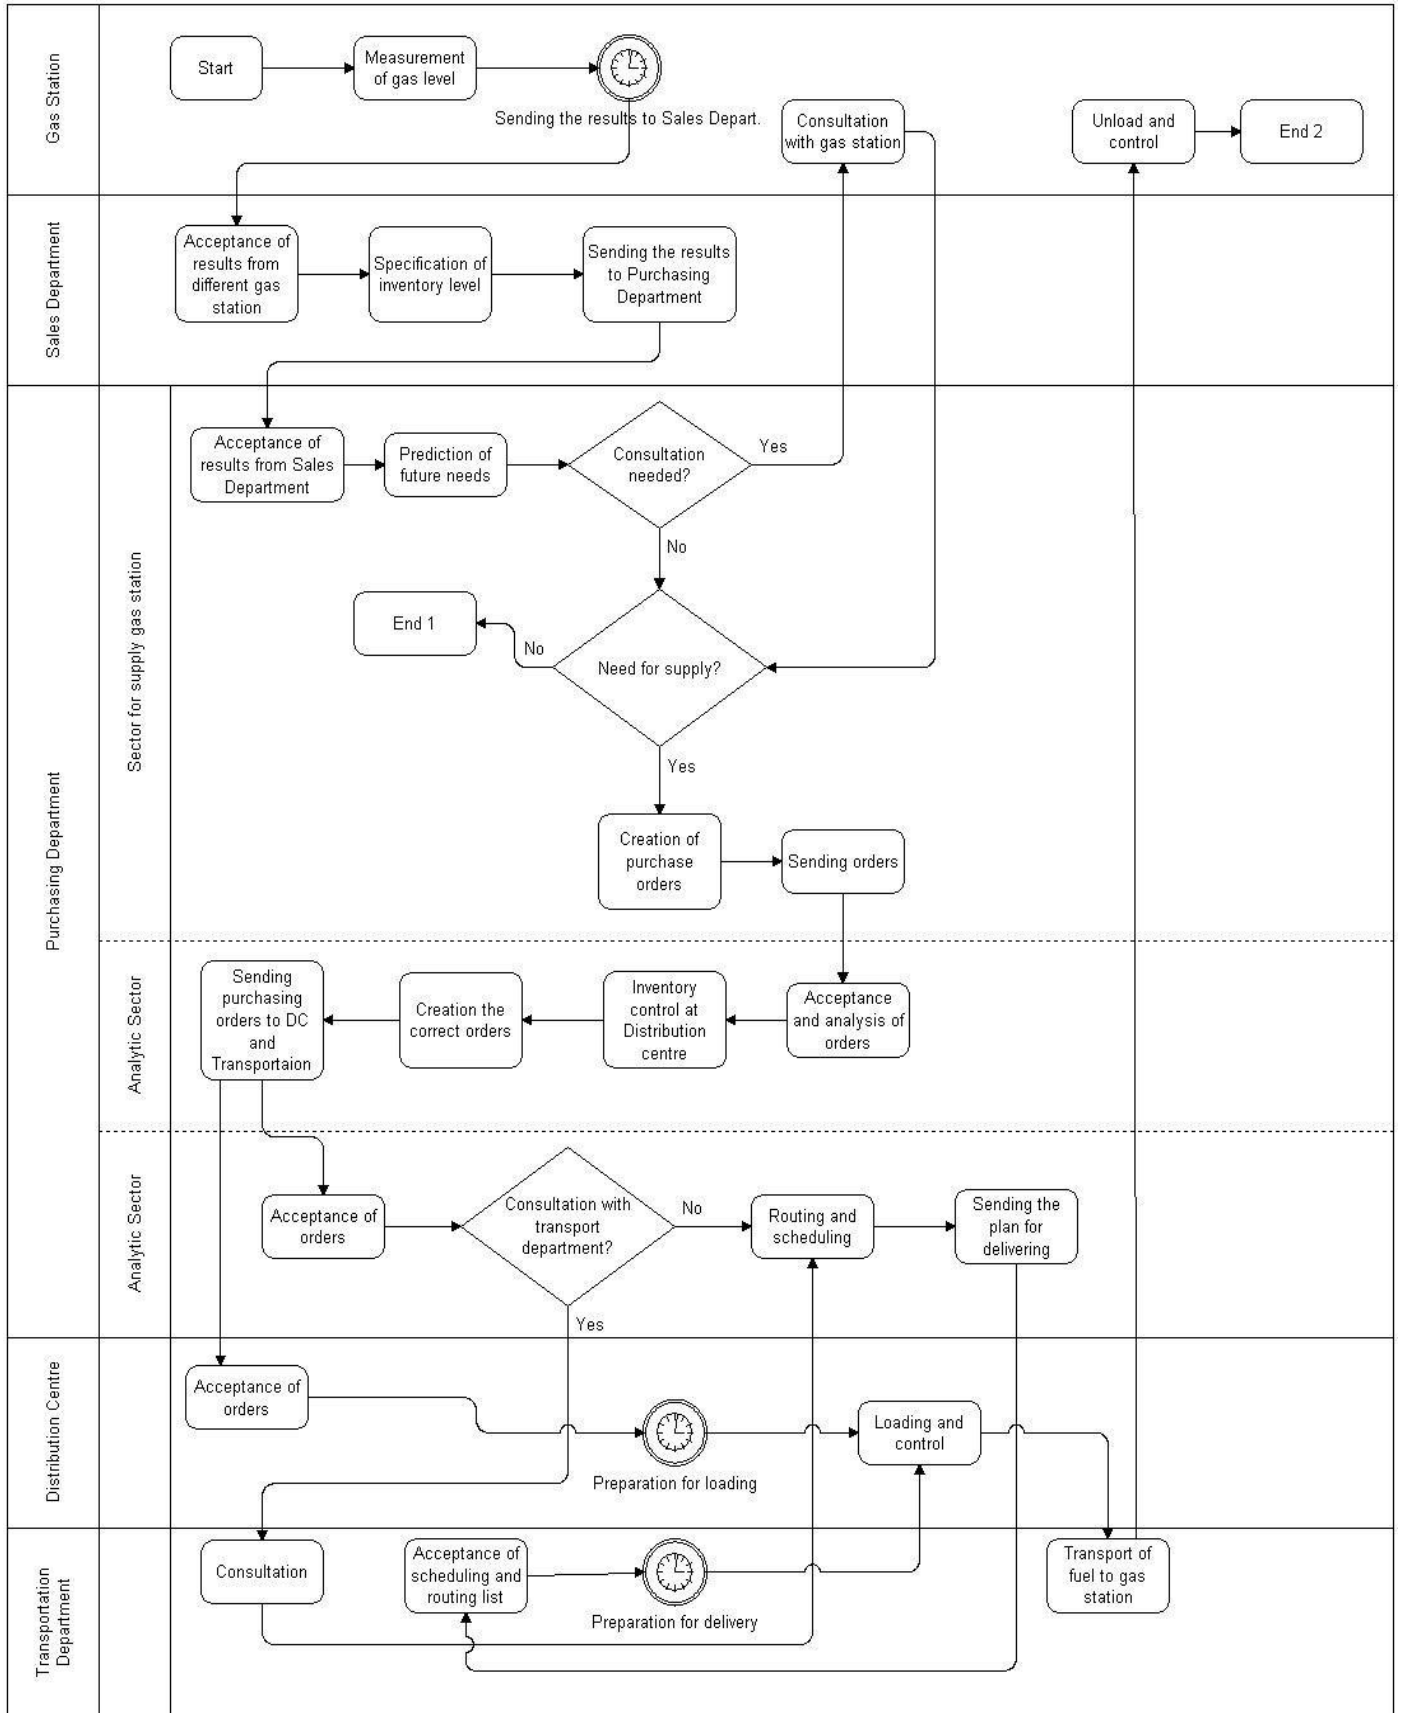 Gas Station
Start
Measurement
of gas level
Sending the results to Sales Depart.
Consultation
with gas station
Unload and
control
End 2
Sales Department
Acceptance of
results from
different gas
station
Specification of
inventory level
Sending the results
to Purchasing
Department
Purchasing Department
Sector for supply gas station
Acceptance of
results from Sales
Department
Prediction of
future needs
Consultation
needed?
Yes
No
End 1
No
Need for supply?
Yes
Creation of
purchase
orders
Sending orders
Analytic Sector
Sending
purchasing
orders to DC
and
Transportaion
Creation the
correct orders
Inventory
control at
Distribution
centre
Acceptance
and analysis of
orders
Analytic Sector
Acceptance of
orders
Consultation with
transport
department?
No
Yes
Routing and
scheduling
Sending the
plan for
delivering
Distribution Centre
Acceptance of
orders
Preparation for loading
Loading and
control
Transportation
Department
Consultation
Acceptance of
scheduling and
routing list
Preparation for delivery
Transport of
fuel to gas
station